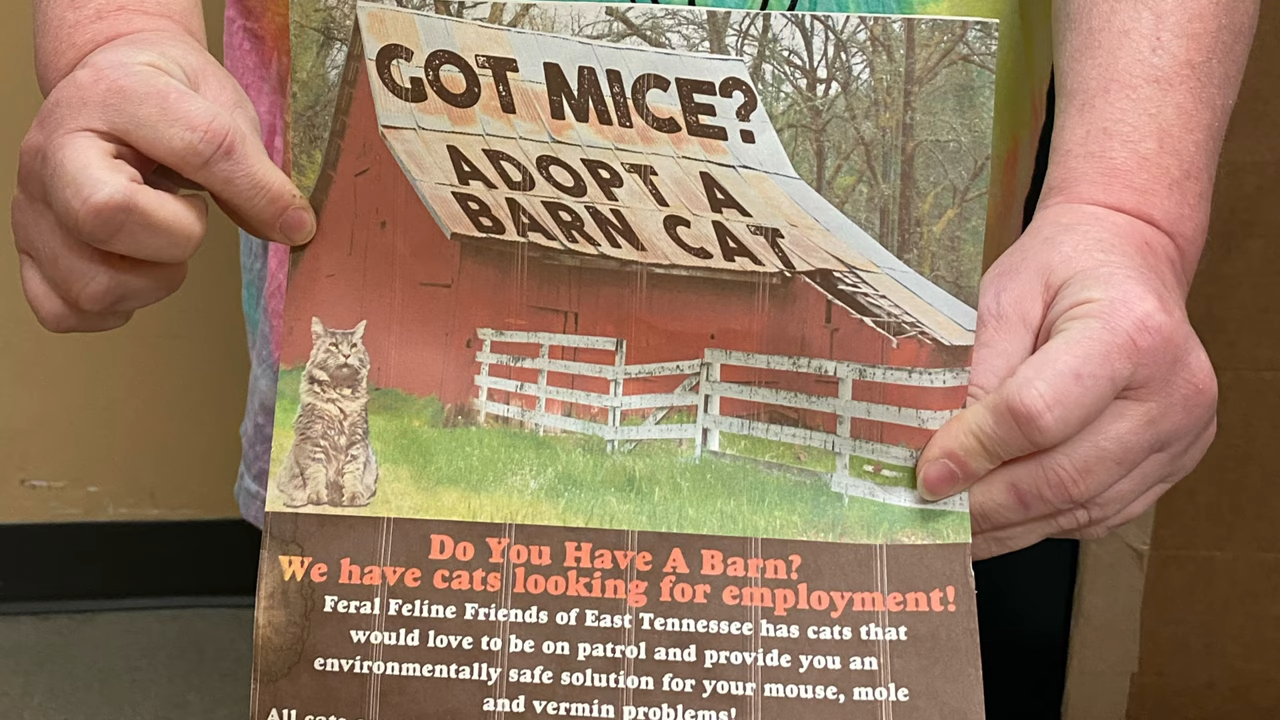 GOT MICE?
ADOPT A
BARN CAT
Do You Have A Barn?
We have cats looking for employment!
Feral Feline Friends of East Tennessee has cats that
would love to be on patrol and provide you an
environmentally safe solution for your mouse, mole
and vermin problems!
All cats